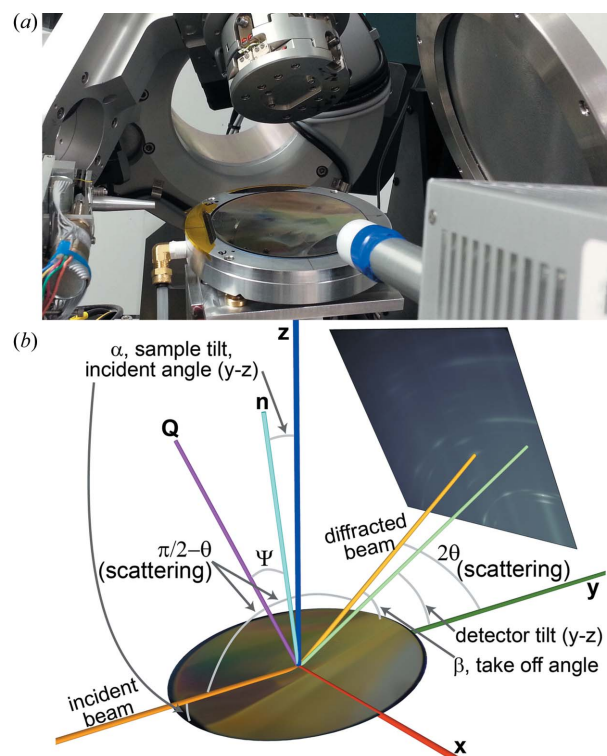 (a)
(b)
α, sample tilt,
incident angle (y-z)
z
n
Q
π/2−θ
(scattering)
Ψ
diffracted
beam
2θ
(scattering)
y
detector tilt (y-z)
β, take off angle
incident
beam
x